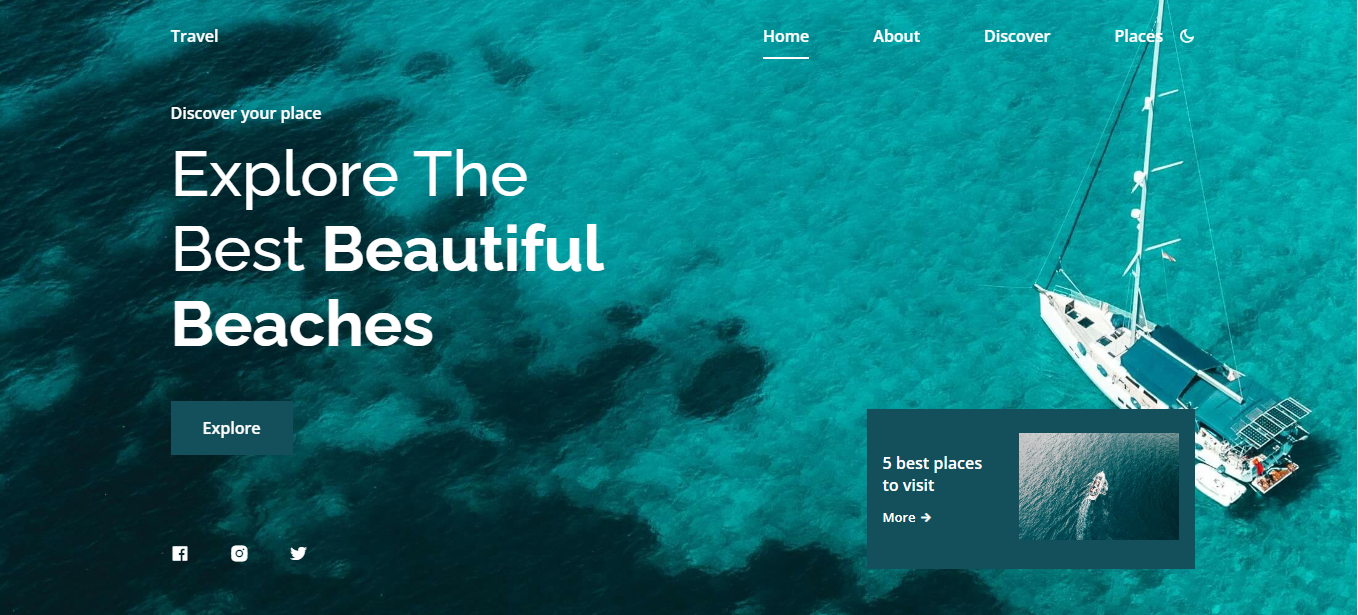 Travel
Home
About
Discover
Places
Discover your place
Explore The
Best Beautiful
Beaches
Explore
5 best places
to visit
More